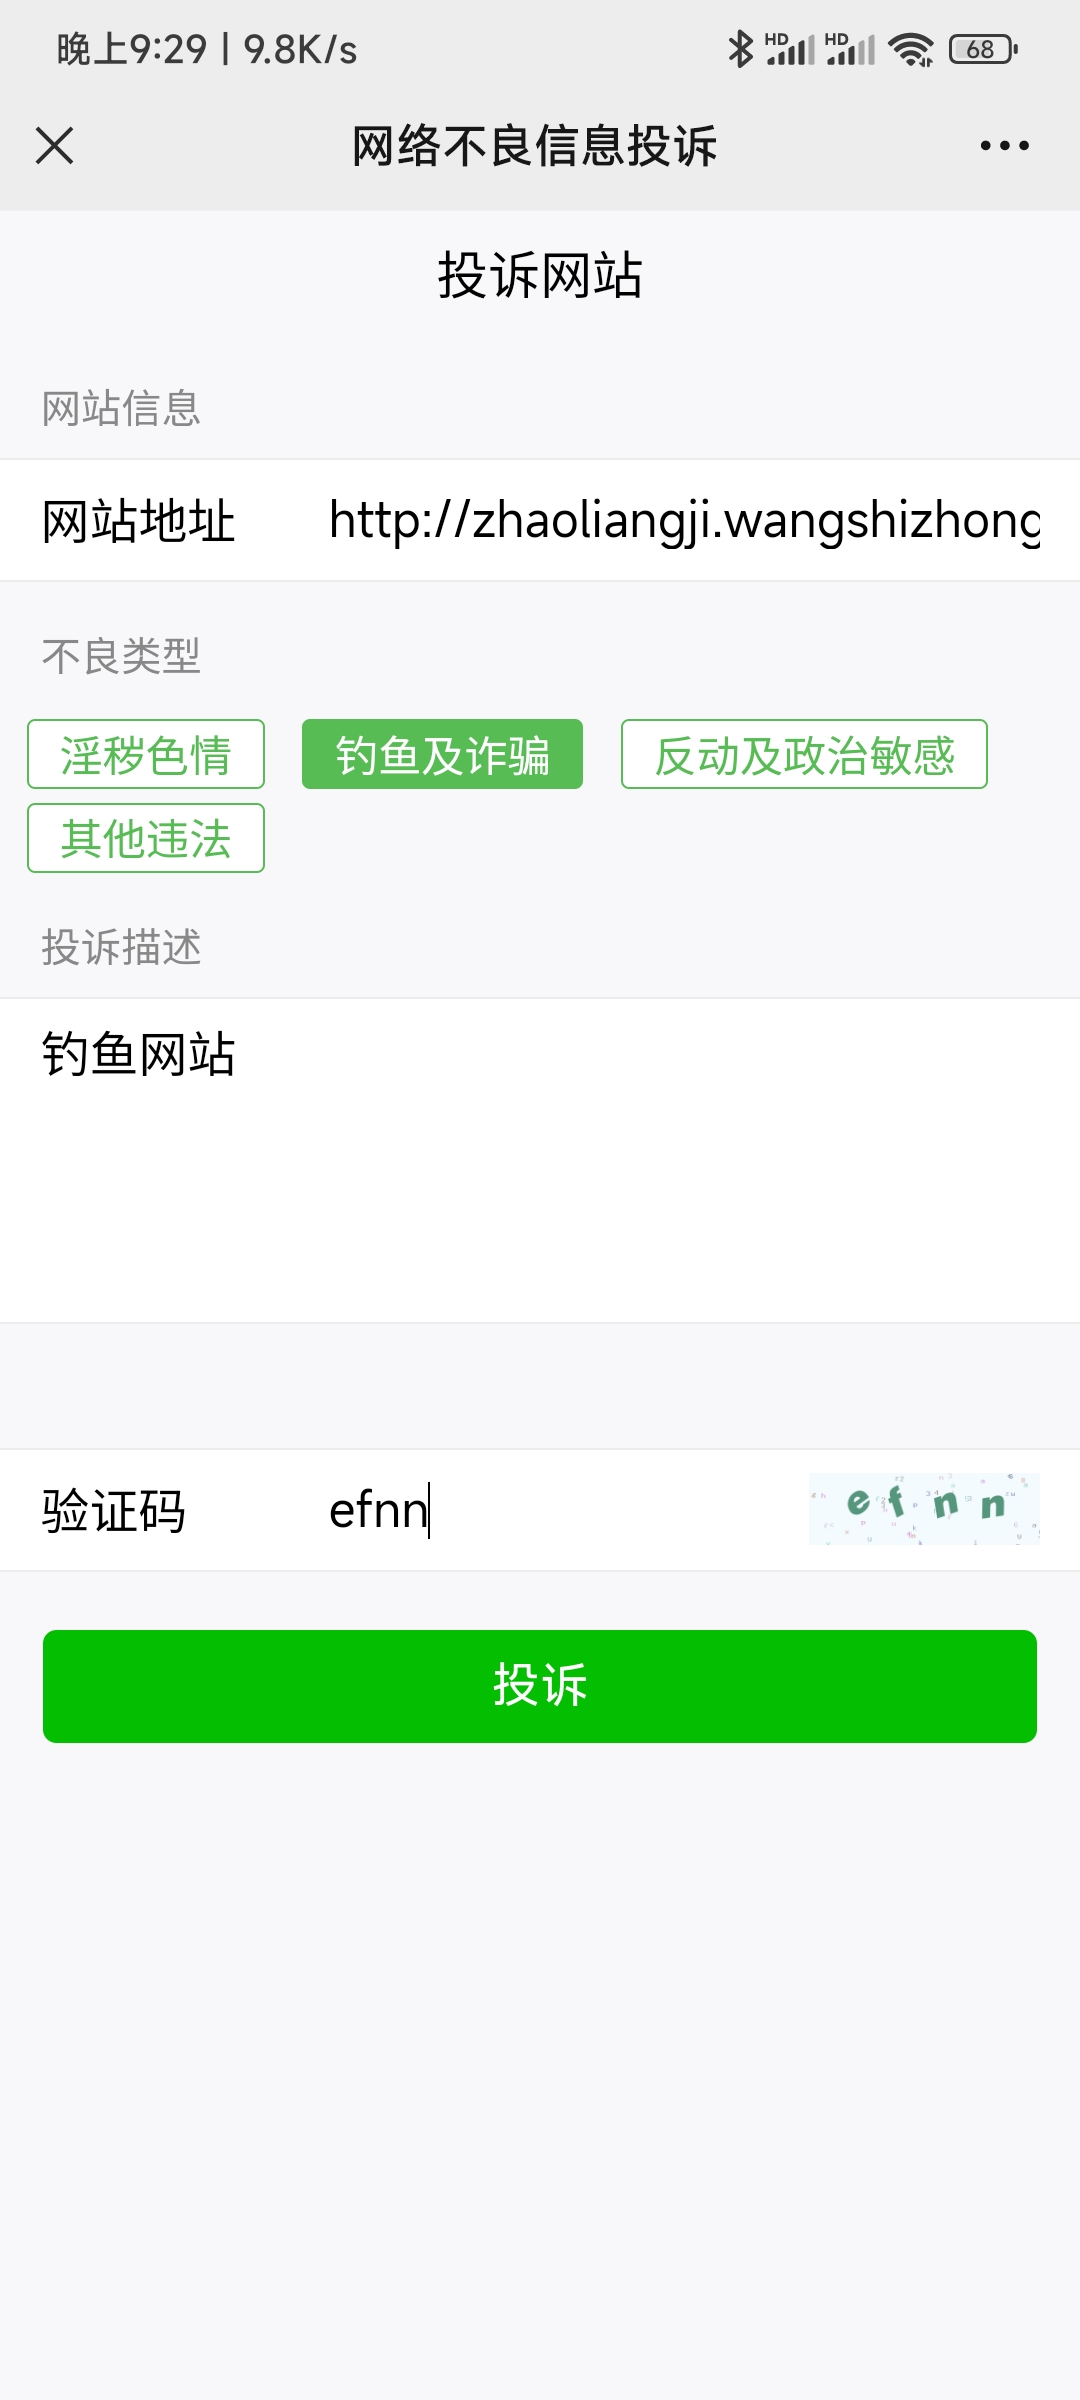 晚上9:29 | 9.8K/s HD HD 68
网络不良信息投诉
投诉网站
网站信息
网站地址 http://zhaoliangji.wangshizhong
不良类型
淫秽色情 钓鱼及诈骗 反动及政治敏感
其他违法
投诉描述
钓鱼网站
验证码 efnn efnn
投诉